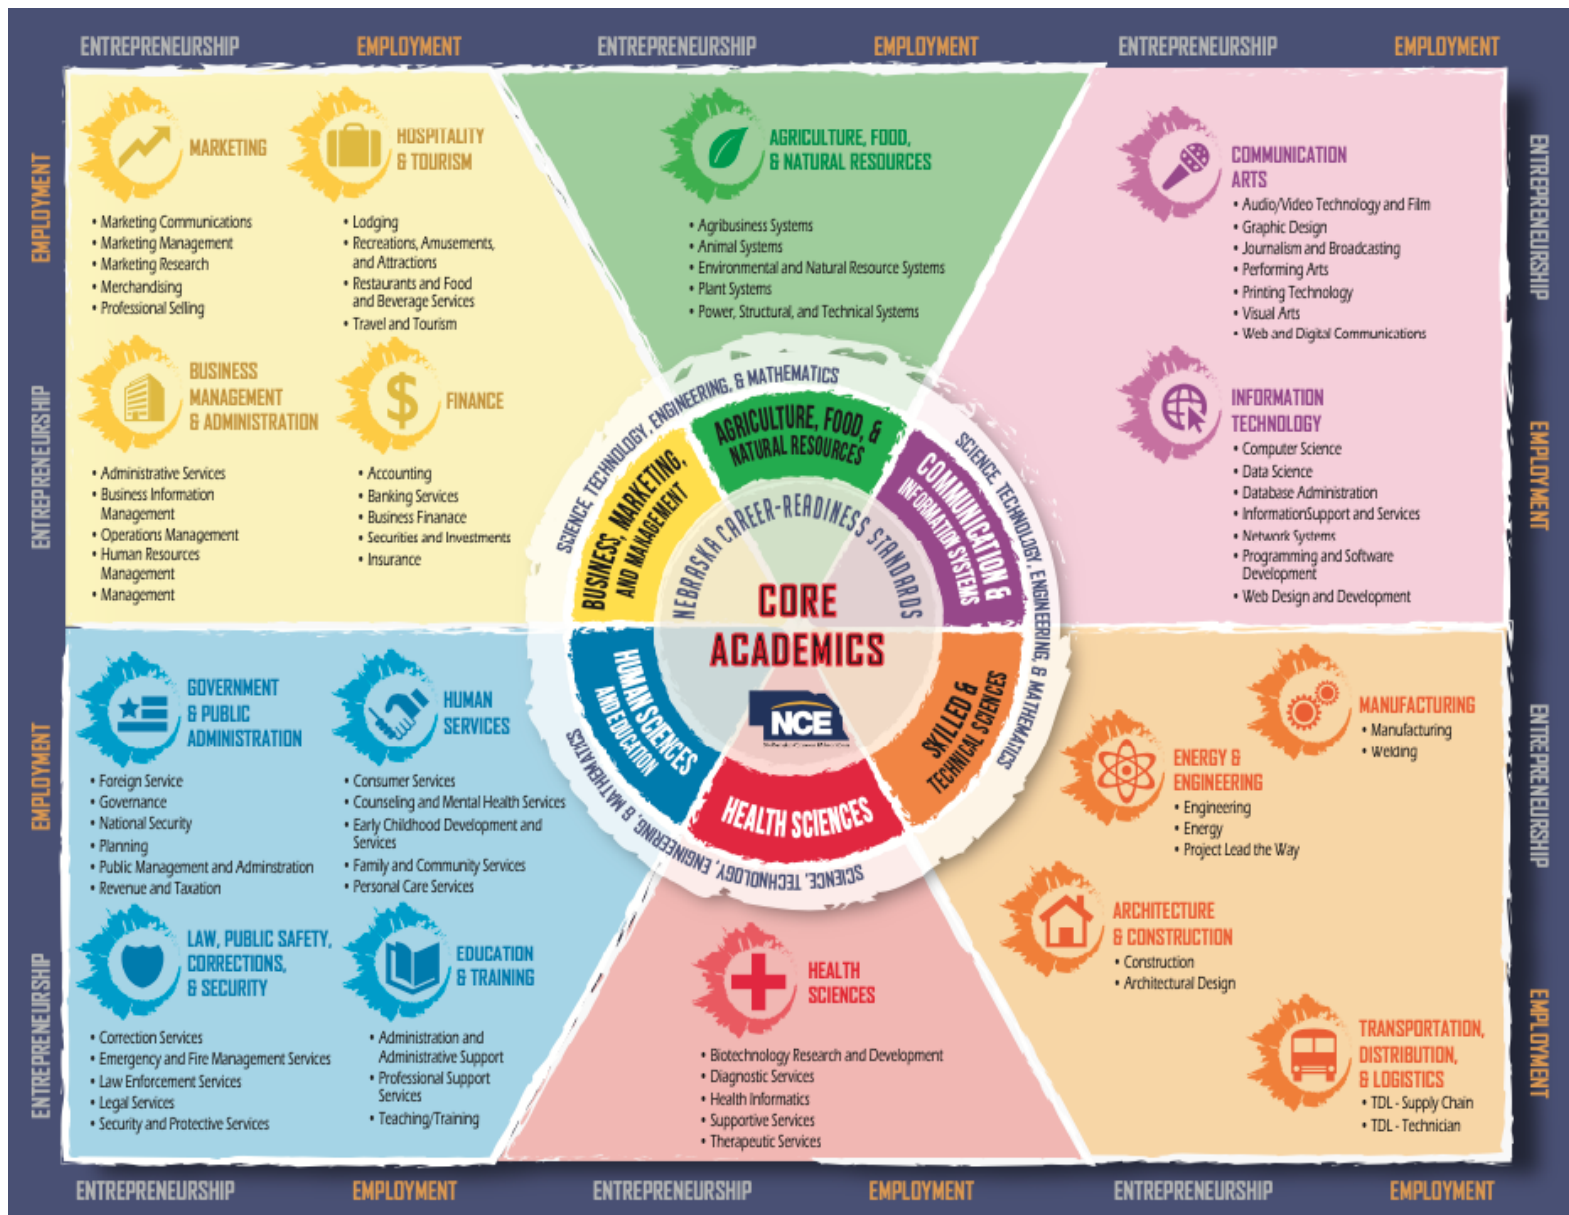 ENTREPRENEURSHIP
EMPLOYMENT
ENTREPRENEURSHIP
EMPLOYMENT
ENTREPRENEURSHIP
EMPLOYMENT
EMPLOYMENT
ENTREPRENEURSHIP
EMPLOYMENT
ENTREPRENEURSHIP
MARKETING
• Marketing Communications
• Marketing Management
• Marketing Research
• Merchandising
• Professional Selling
HOSPITALITY
& TOURISM
• Lodging
• Recreations, Amusements,
and Attractions
• Restaurants and Food
and Beverage Services
• Travel and Tourism
BUSINESS
MANAGEMENT
& ADMINISTRATION
• Administrative Services
• Business Information
Management
• Operations Management
• Human Resources
Management
• Management
FINANCE
• Accounting
• Banking Services
• Business Finanace
• Securities and Investments
• Insurance
AGRICULTURE, FOOD,
& NATURAL RESOURCES
• Agribusiness Systems
• Animal Systems
• Environmental and Natural Resource Systems
• Plant Systems
• Power, Structural, and Technical Systems
COMMUNICATION
ARTS
• Audio/Video Technology and Film
• Graphic Design
• Journalism and Broadcasting
• Performing Arts
• Printing Technology
• Visual Arts
• Web and Digital Communications
INFORMATION
TECHNOLOGY
• Computer Science
• Data Science
• Database Administration
• InformationSupport and Services
• Network Systems
• Programming and Software
Development
• Web Design and Development
SCIENCE, TECHNOLOGY, ENGINEERING, & MATHEMATICS
SCIENCE, TECHNOLOGY, ENGINEERING, & MATHEMATICS
SCIENCE, TECHNOLOGY, ENGINEERING, & MATHEMATICS
AGRICULTURE, FOOD, &
NATURAL RESOURCES
COMMUNICATION &
INFORMATION SYSTEMS
SKILLED &
TECHNICAL SCIENCES
HEALTH SCIENCES
HUMAN SCIENCES
AND EDUCATION
BUSINESS, MARKETING,
AND MANAGEMENT
NEBRASKA CAREER-READINESS STANDARDS
CORE
ACADEMICS
NCE
GOVERNMENT
& PUBLIC
ADMINISTRATION
• Foreign Service
• Governance
• National Security
• Planning
• Public Management and Adminstration
• Revenue and Taxation
HUMAN
SERVICES
• Consumer Services
• Counseling and Mental Health Services
• Early Childhood Development and
Services
• Family and Community Services
• Personal Care Services
LAW, PUBLIC SAFETY,
CORRECTIONS,
& SECURITY
• Correction Services
• Emergency and Fire Management Services
• Law Enforcement Services
• Legal Services
• Security and Protective Services
EDUCATION
& TRAINING
• Administration and
Administrative Support
• Professional Support
Services
• Teaching/Training
HEALTH
SCIENCES
• Biotechnology Research and Development
• Diagnostic Services
• Health Informatics
• Supportive Services
• Therapeutic Services
MANUFACTURING
• Manufacturing
• Welding
ENERGY &
ENGINEERING
• Engineering
• Energy
• Project Lead the Way
ARCHITECTURE
& CONSTRUCTION
• Construction
• Architectural Design
TRANSPORTATION,
DISTRIBUTION,
& LOGISTICS
• TDL - Supply Chain
• TDL - Technician
ENTREPRENEURSHIP
EMPLOYMENT
ENTREPRENEURSHIP
EMPLOYMENT
ENTREPRENEURSHIP
EMPLOYMENT
ENTREPRENEURSHIP
EMPLOYMENT
ENTREPRENEURSHIP
EMPLOYMENT